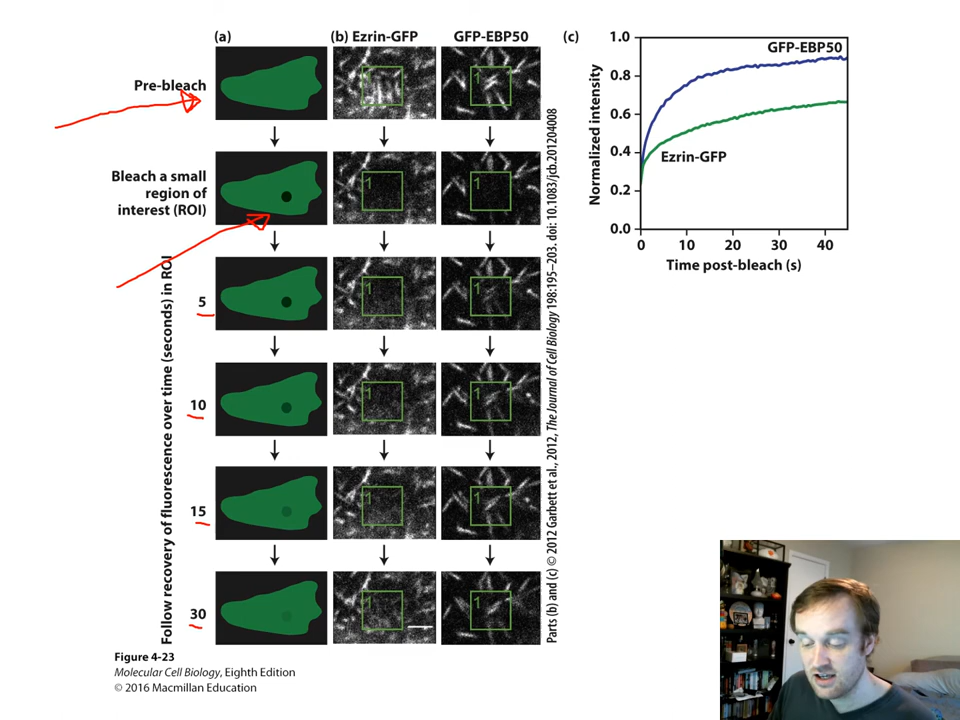 (a)
(b) Ezrin-GFP
GFP-EBP50
(c)
Pre-bleach
Bleach a small
region of
interest (ROI)
Follow recovery of fluorescence over time (seconds) in ROI
5
10
15
30
1
1
1
1
1
1
1
1
1
1
1
1
Parts (b) and (c) © 2012 Garbett et al., 2012, The Journal of Cell Biology 198:195–203. doi: 10.1083/jcb.201204008
Normalized intensity
1.0
0.8
0.6
0.4
0.2
0.0
GFP-EBP50
Ezrin-GFP
0
10
20
30
40
Time post-bleach (s)
Figure 4-23
Molecular Cell Biology, Eighth Edition
© 2016 Macmillan Education